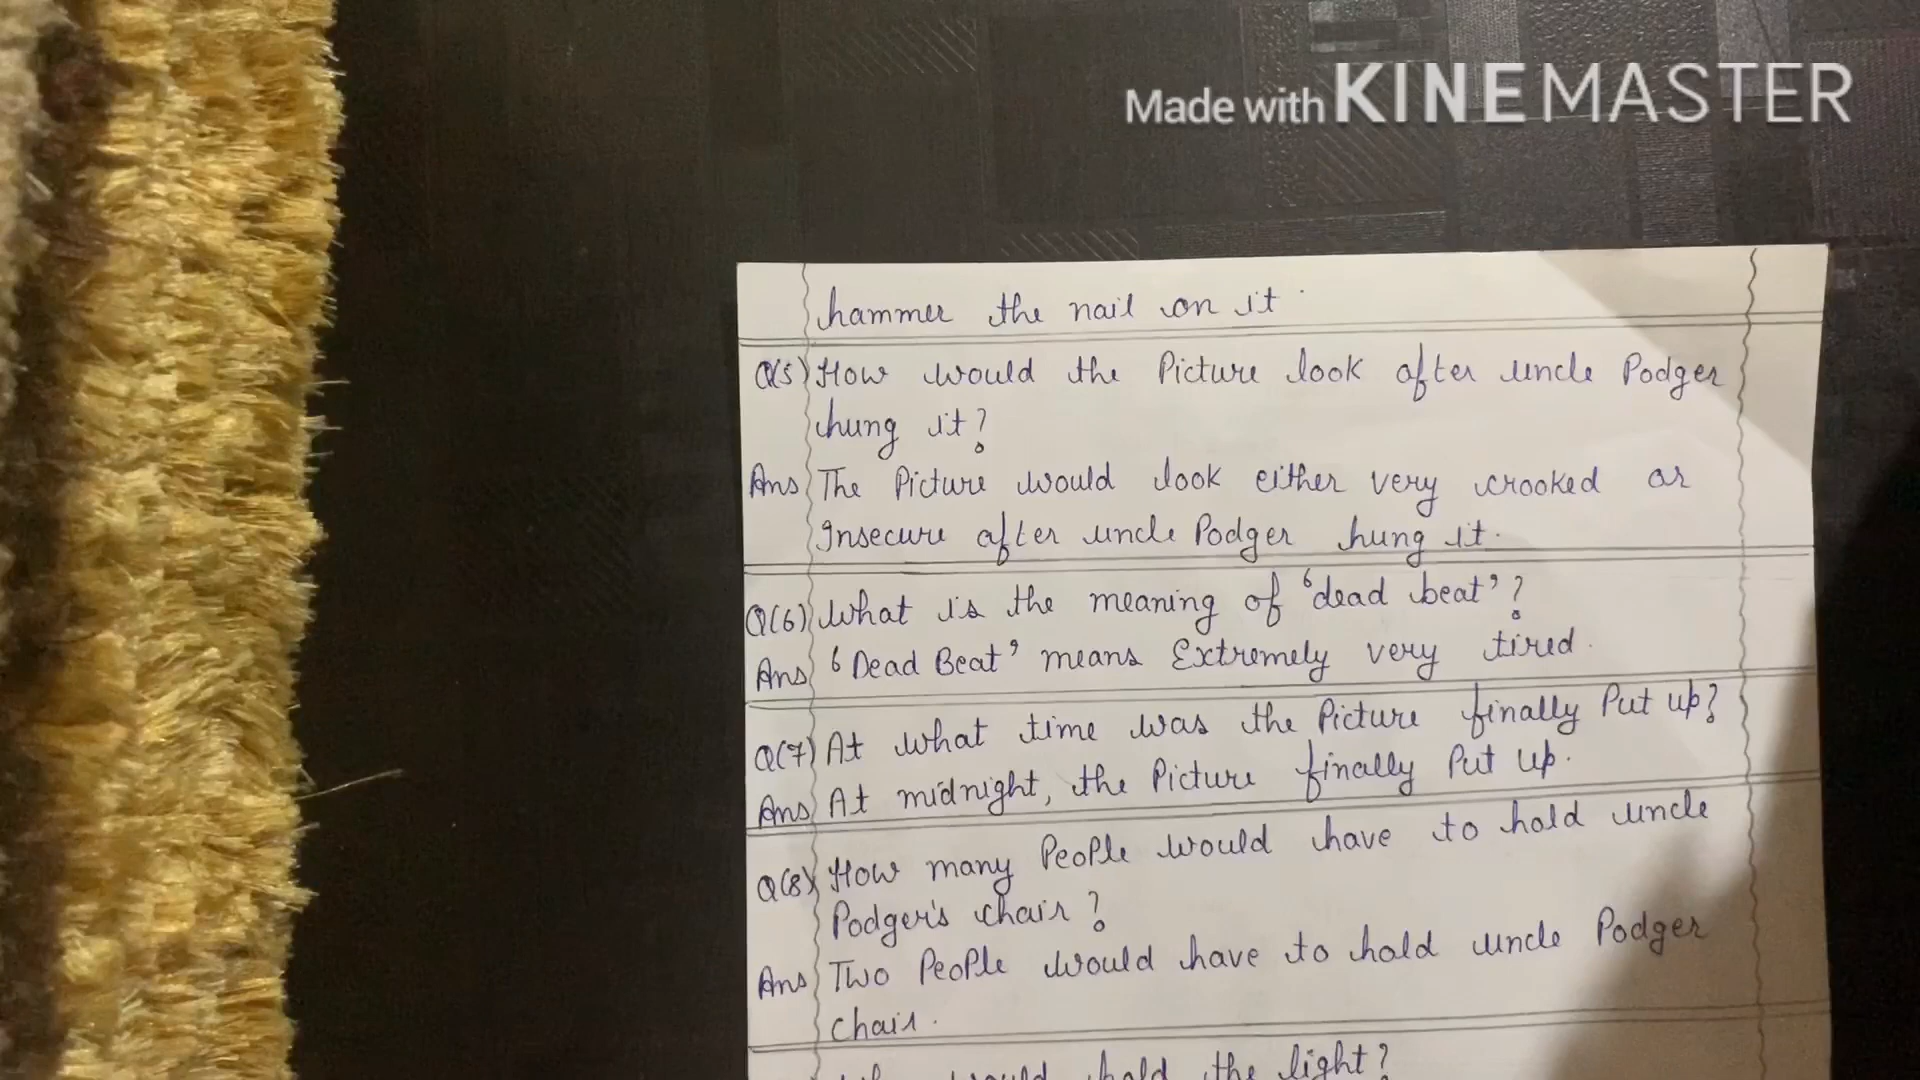 Made with KINEMASTER
hammer the nail on it.
Q(5) How would the Picture look after uncle Podger
hung it?
Ans The Picture would look either very crooked or
Insecure after uncle Podger hung it.
Q(6) What is the meaning of 'dead beat'?
Ans 'Dead Beat' means Extremely very tired.
Q(7) At what time was the Picture finally Put up?
Ans At midnight, the Picture finally Put up.
Q(8) How many People would have to hold uncle
Podger's chair?
Ans Two People would have to hold uncle Podger
chair.
would hold the light?